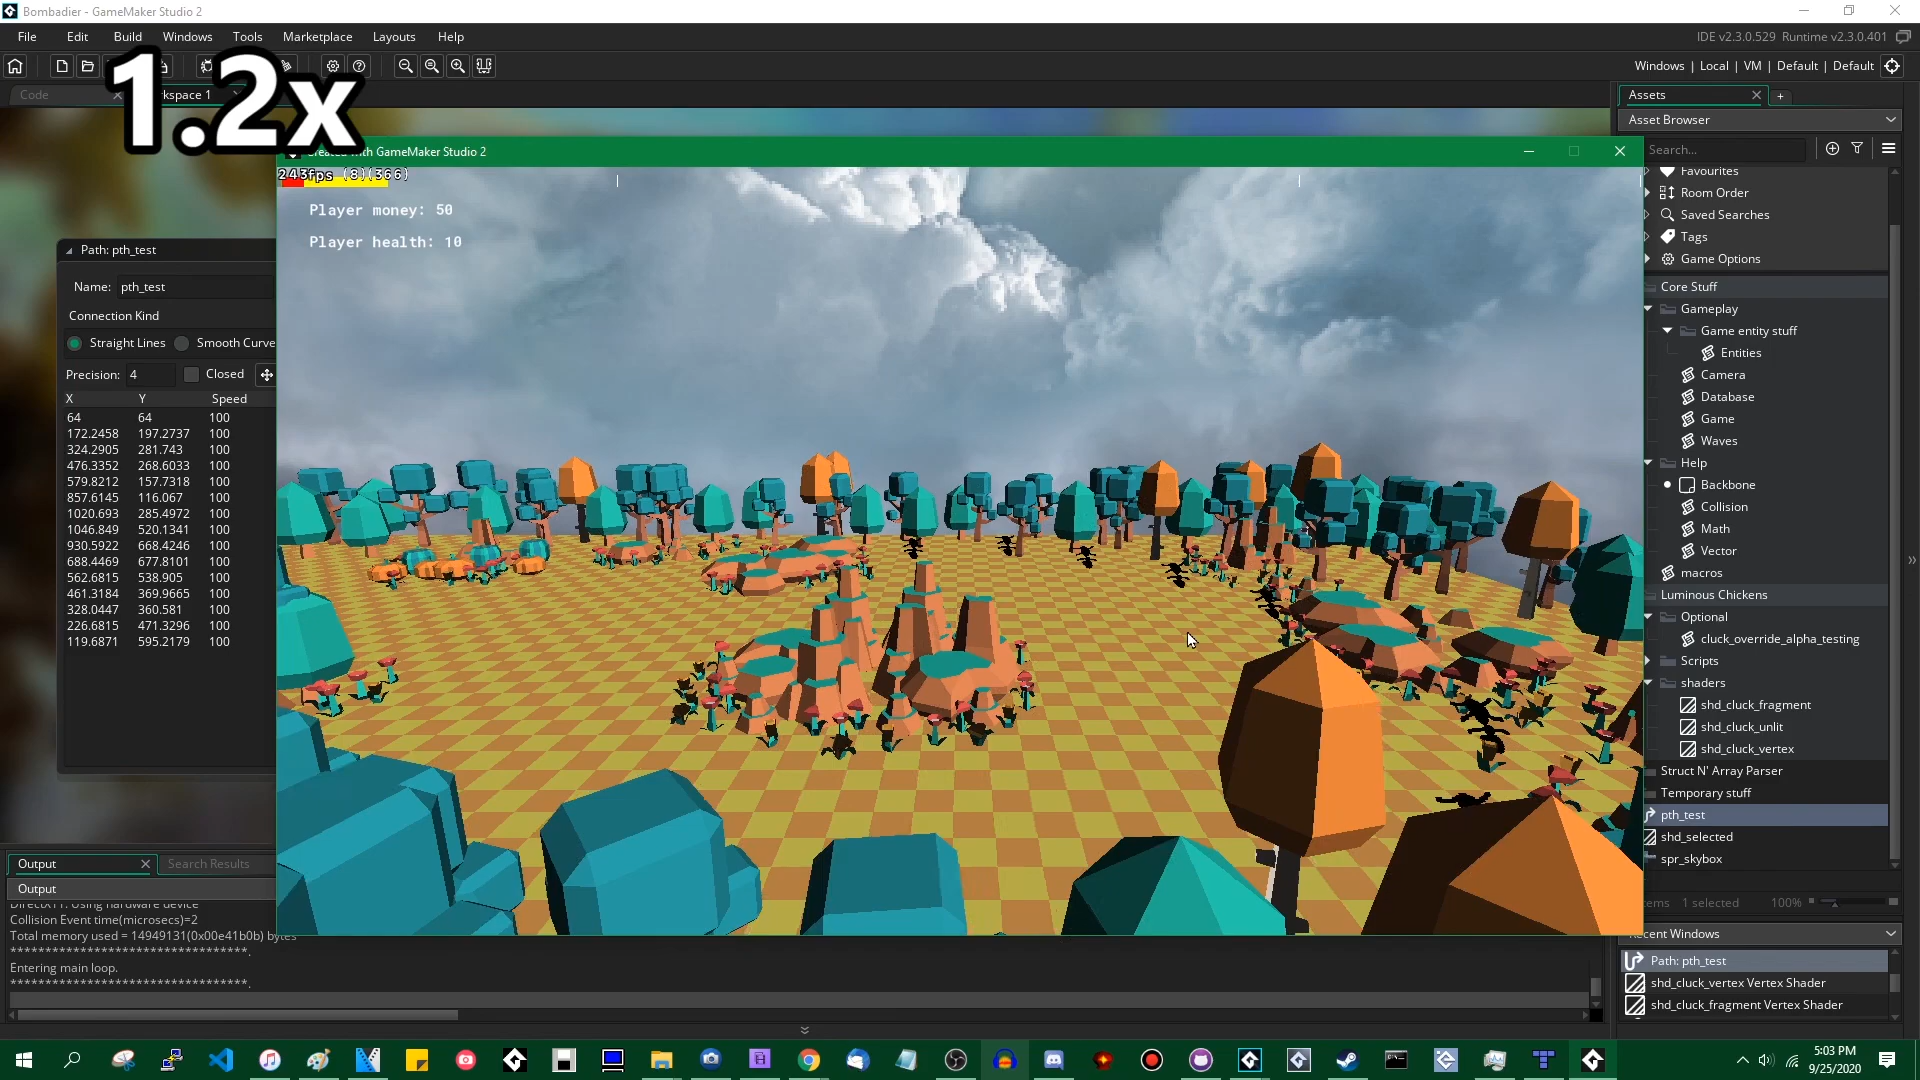 Bombadier - GameMaker Studio 2
File Edit Build Windows Tools Marketplace Layouts Help
IDE v2.3.0.529 Runtime v2.3.0.401
1.2x
Windows | Local | VM | Default | Default
Code
kspace 1
Assets
Asset Browser
Search...
Created with GameMaker Studio 2
243fps (8)(366)
Player money: 50
Player health: 10
Path: pth_test
Name: pth_test
Connection Kind
Straight Lines Smooth Curve
Precision: 4 Closed
X Y Speed
64 64 100
172.2458 197.2737 100
324.2905 281.743 100
476.3352 268.6033 100
579.8212 157.7318 100
857.6145 116.067 100
1020.693 285.4972 100
1046.849 520.1341 100
930.5922 668.4246 100
688.4469 677.8101 100
562.6815 538.905 100
461.3184 369.9665 100
328.0447 360.581 100
226.6815 471.3296 100
119.6871 595.2179 100
Favourites
Room Order
Saved Searches
Tags
Game Options
Core Stuff
Gameplay
Game entity stuff
Entities
Camera
Database
Game
Waves
Help
Backbone
Collision
Math
Vector
macros
Luminous Chickens
Optional
cluck_override_alpha_testing
Scripts
shaders
shd_cluck_fragment
shd_cluck_unlit
shd_cluck_vertex
Struct N' Array Parser
Temporary stuff
pth_test
shd_selected
spr_skybox
tems 1 selected 100%
Recent Windows
Path: pth_test
shd_cluck_vertex Vertex Shader
shd_cluck_fragment Vertex Shader
Output Search Results
Output
DirectX11: Using hardware device
Collision Event time(microsecs)=2
Total memory used = 14949131(0x00e41b0b) bytes
*********************************.
Entering main loop.
*********************************.
5:03 PM
9/25/2020